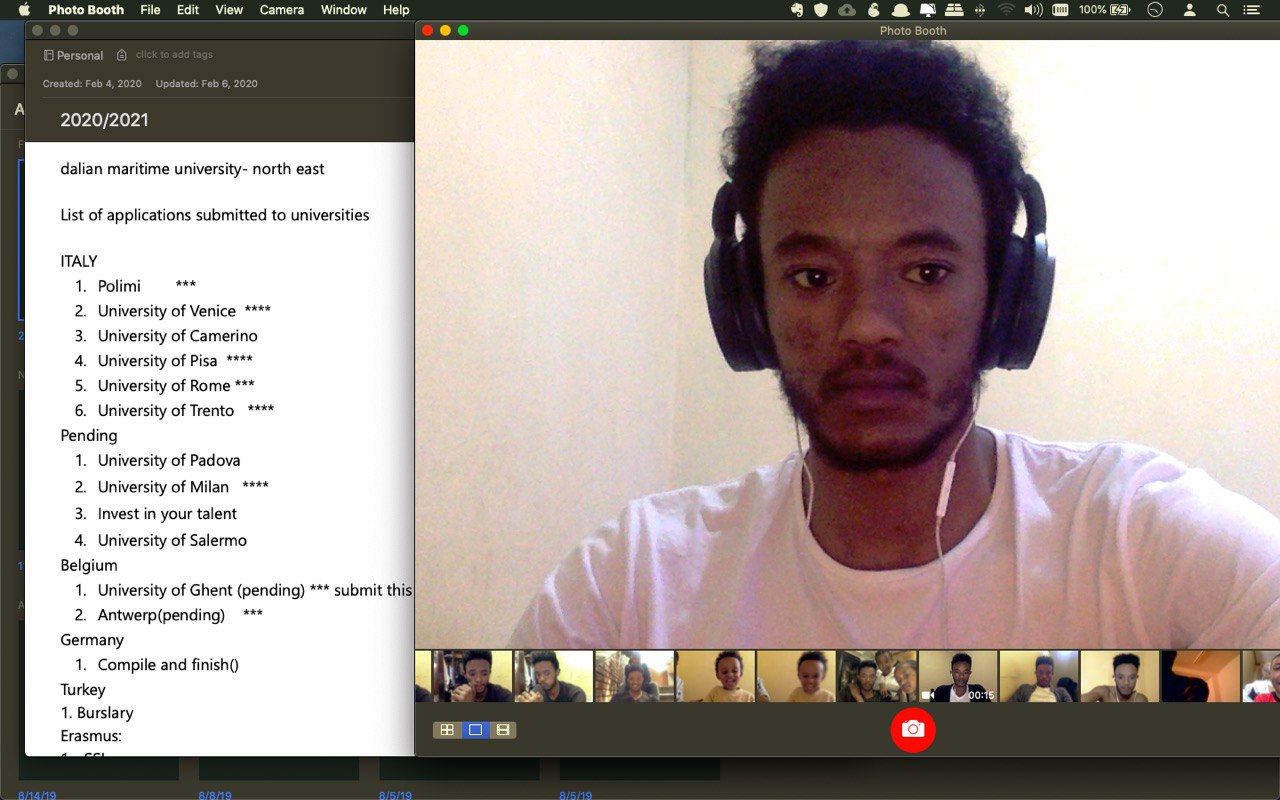 Photo Booth File Edit View Camera Window Help
100%
Photo Booth
Personal click to add tags
Created: Feb 4, 2020 Updated: Feb 6, 2020
2020/2021
dalian maritime university- north east
List of applications submitted to universities
ITALY
1. Polimi ***
2. University of Venice ****
3. University of Camerino
4. University of Pisa ****
5. University of Rome ***
6. University of Trento ****
Pending
1. University of Padova
2. University of Milan ****
3. Invest in your talent
4. University of Salermo
Belgium
1. University of Ghent (pending) *** submit this
2. Antwerp(pending) ***
Germany
1. Compile and finish()
Turkey
1. Burslary
Erasmus:
00:15
8/14/19 8/8/19 8/5/19 8/5/19